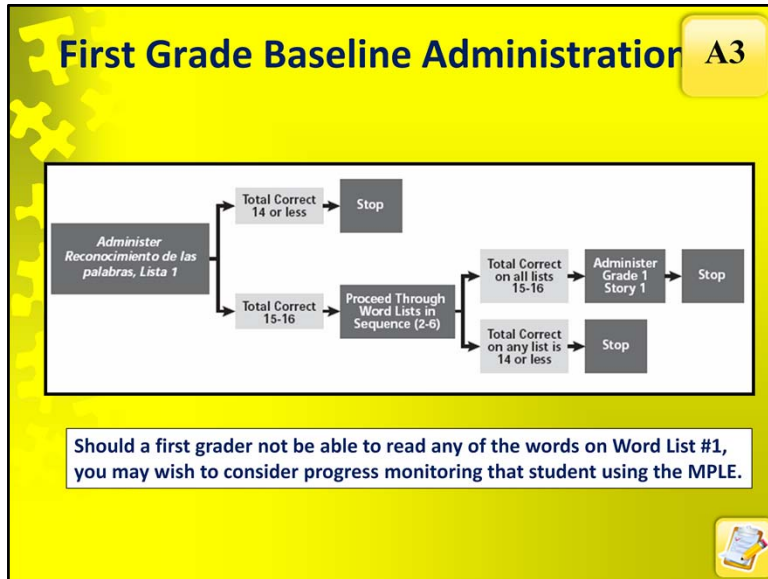 First Grade Baseline Administration
A3
Administer
Reconocimiento de las
palabras, Lista 1
Total Correct
14 or less
Stop
Total Correct
15-16
Proceed Through
Word Lists in
Sequence (2-6)
Total Correct
on all lists
15-16
Administer
Grade 1
Story 1
Stop
Total Correct
on any list is
14 or less
Stop
Should a first grader not be able to read any of the words on Word List #1,
you may wish to consider progress monitoring that student using the MPLE.